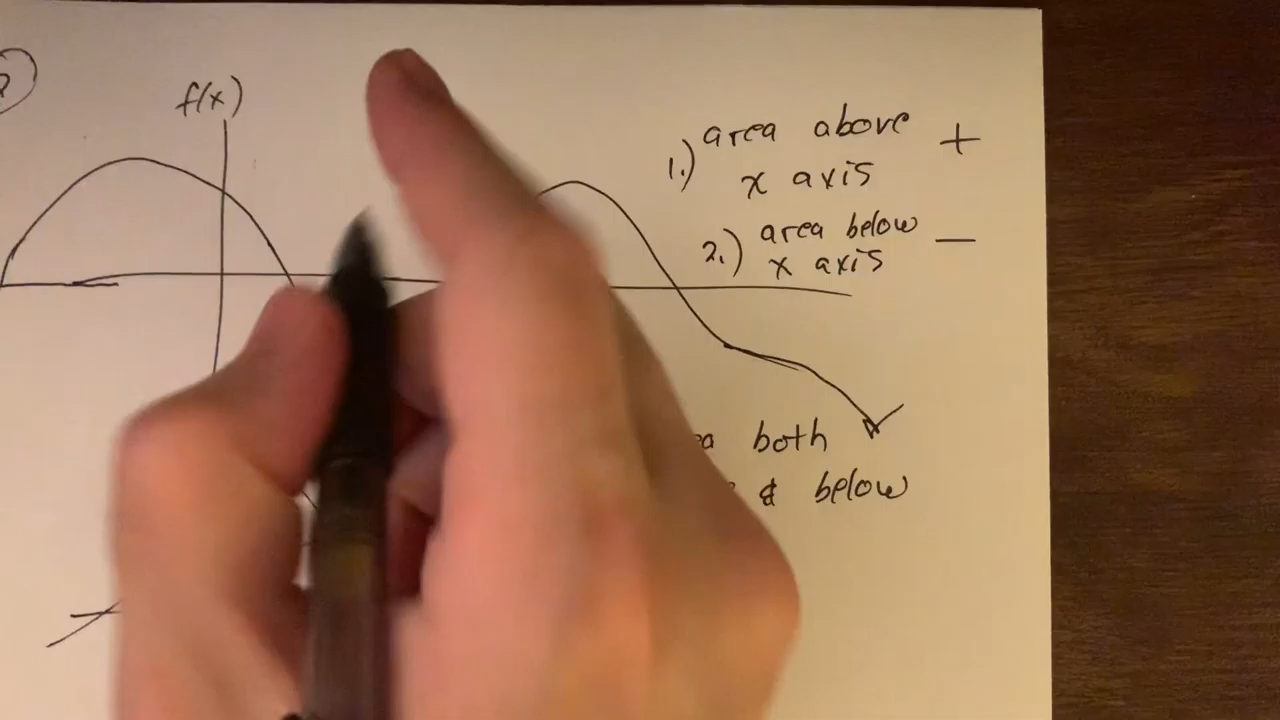 f(x)
1.) area above +
x axis
2.) area below —
x axis
both
& below